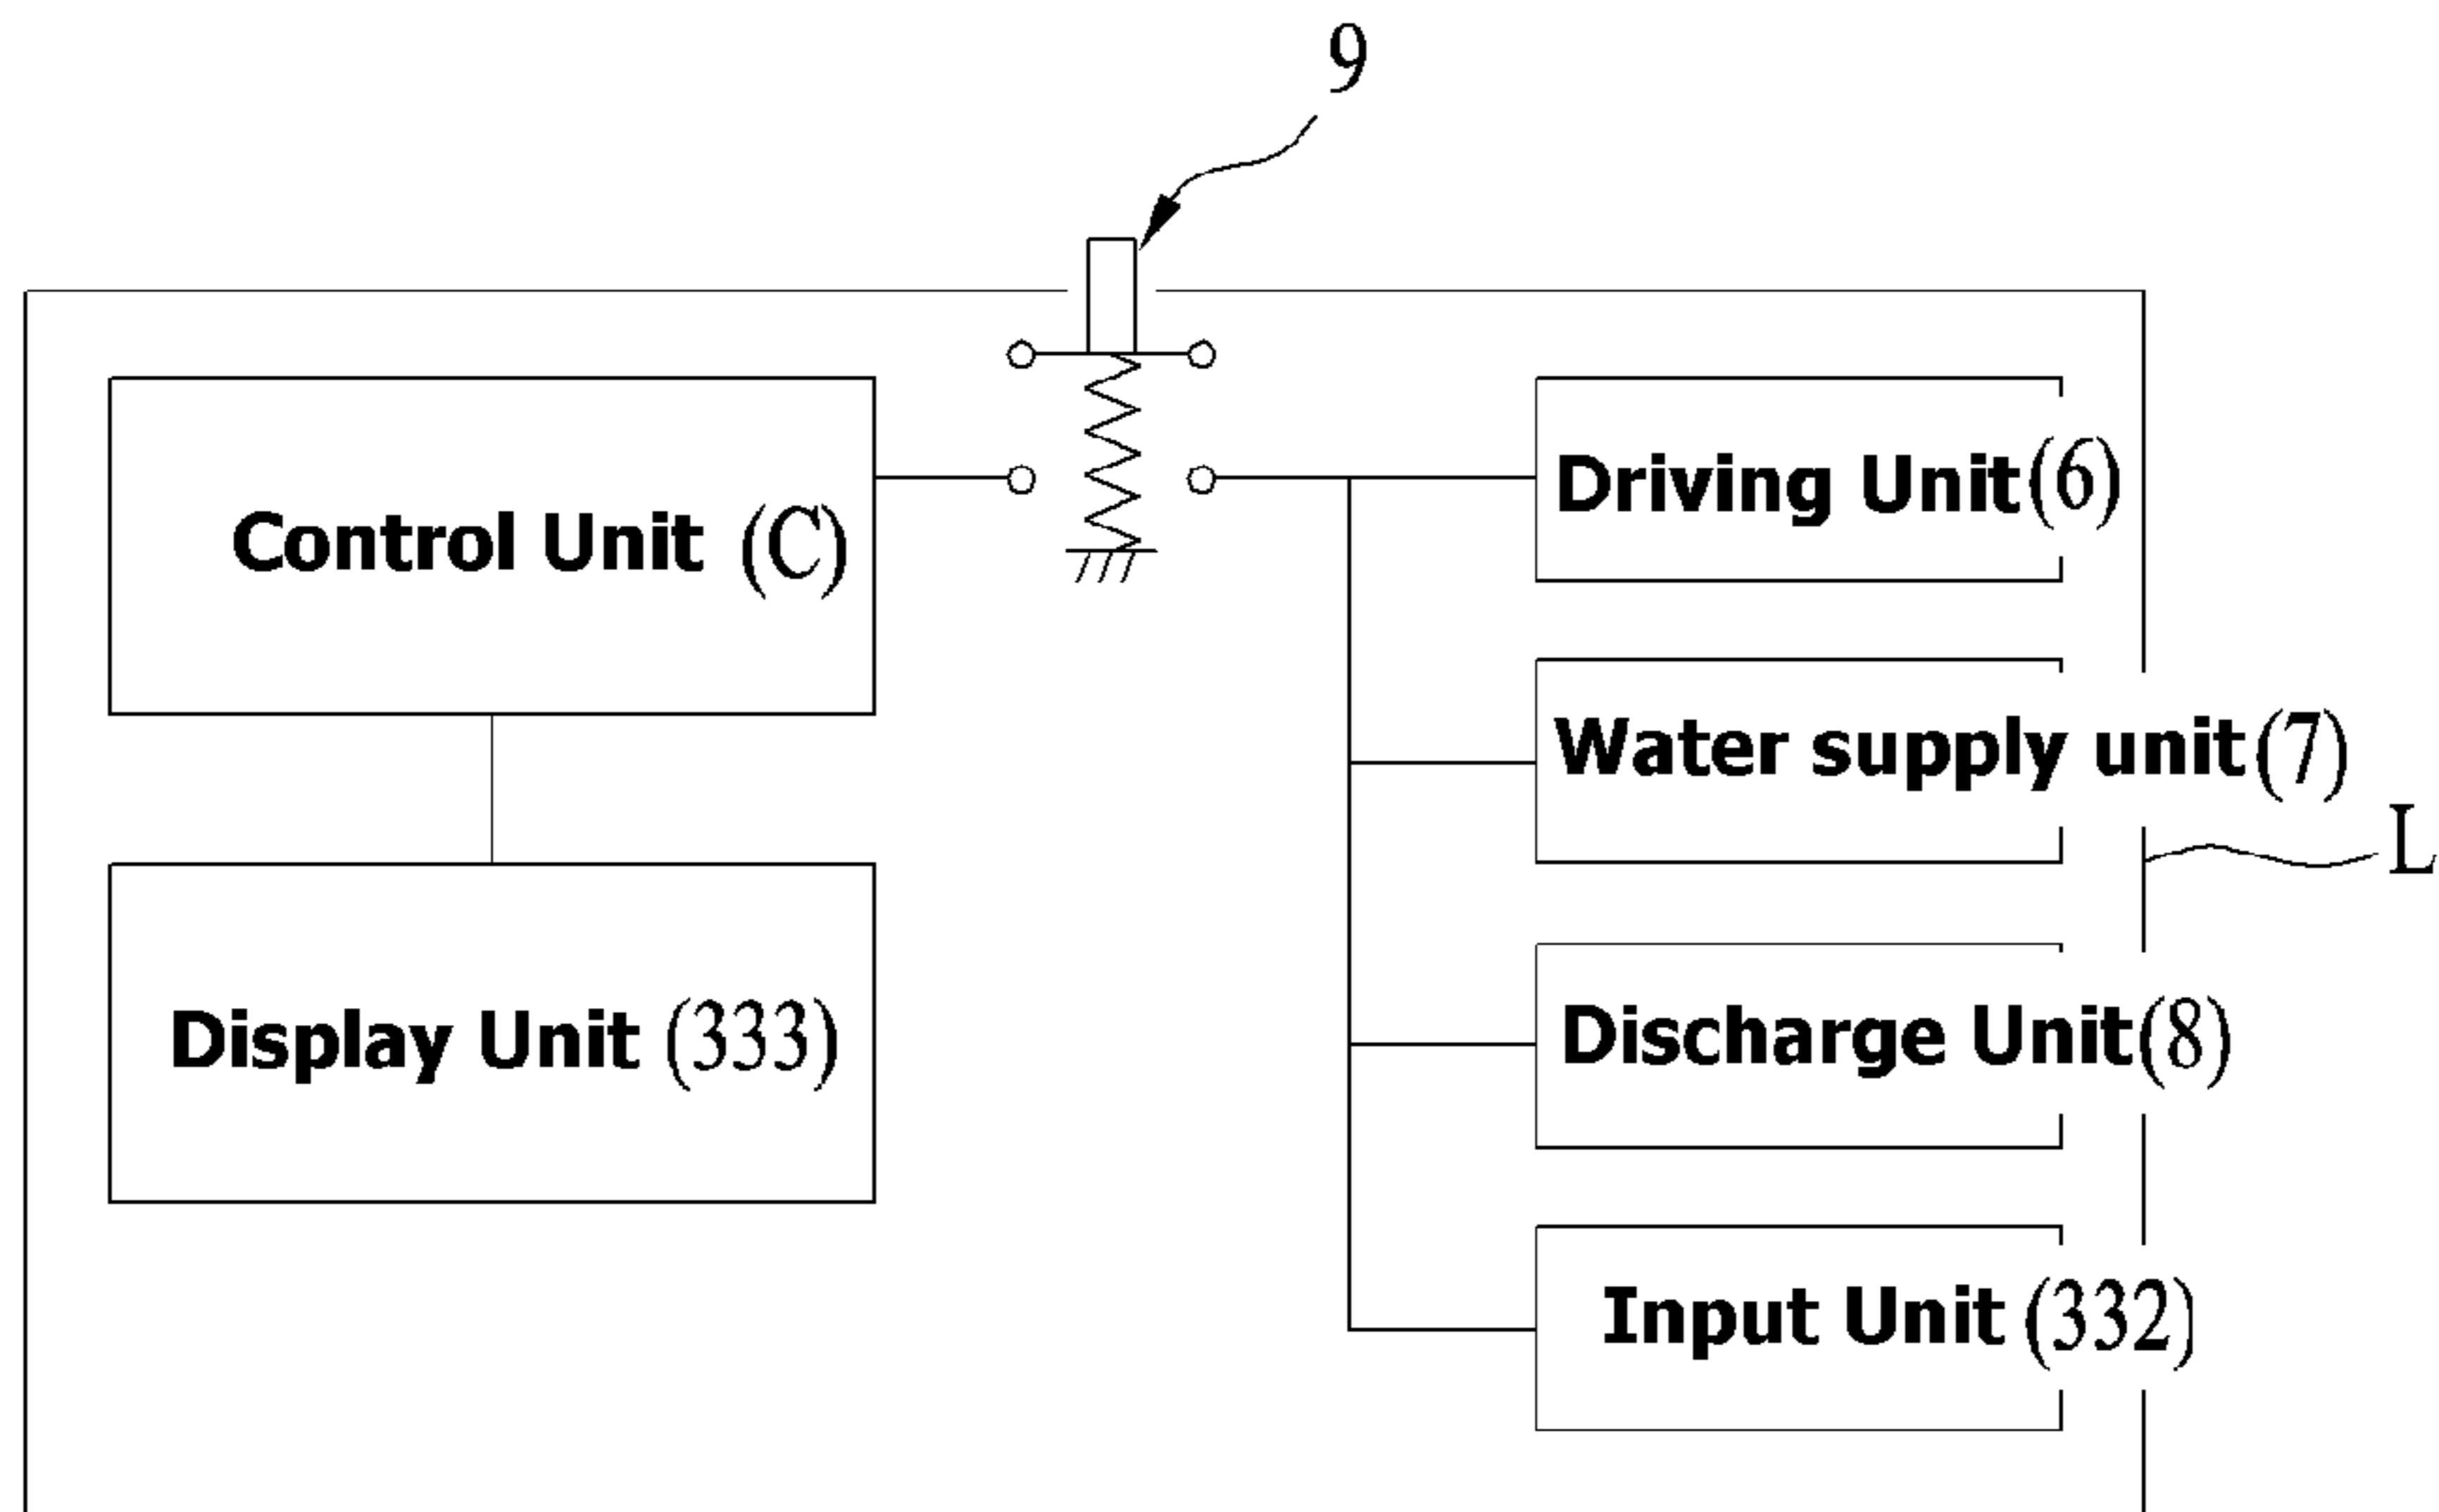 9
Control Unit (C)
Driving Unit(6)
Water supply unit(7)
L
Display Unit (333)
Discharge Unit(8)
Input Unit (332)